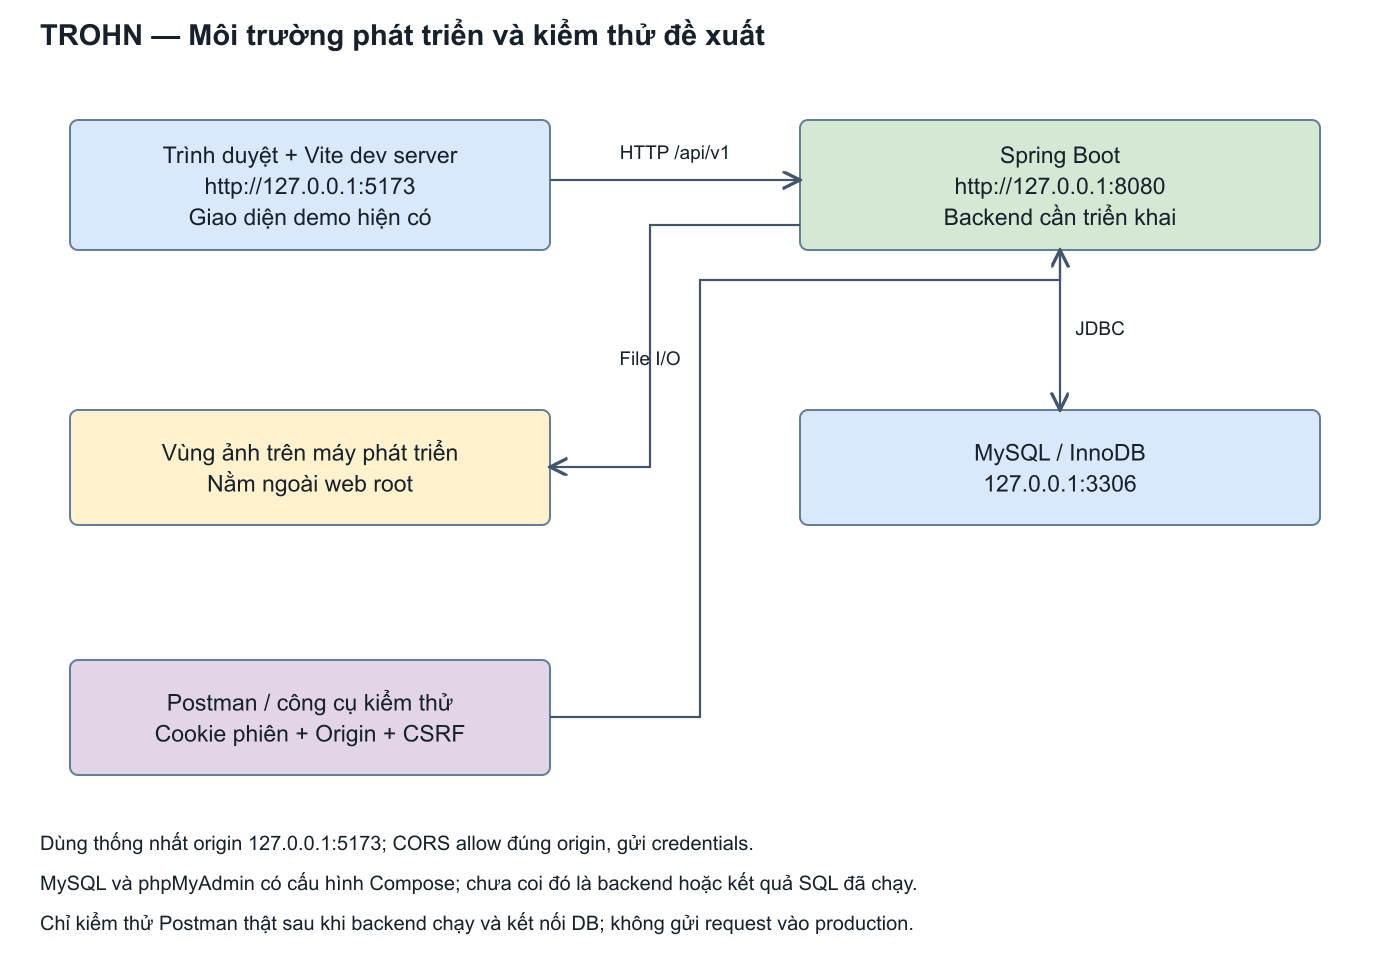 TROHN — Môi trường phát triển và kiểm thử đề xuất
Trình duyệt + Vite dev server
http://127.0.0.1:5173
Giao diện demo hiện có
HTTP /api/v1
Spring Boot
http://127.0.0.1:8080
Backend cần triển khai
File I/O
JDBC
Vùng ảnh trên máy phát triển
Nằm ngoài web root
MySQL / InnoDB
127.0.0.1:3306
Postman / công cụ kiểm thử
Cookie phiên + Origin + CSRF
Dùng thống nhất origin 127.0.0.1:5173; CORS allow đúng origin, gửi credentials.
MySQL và phpMyAdmin có cấu hình Compose; chưa coi đó là backend hoặc kết quả SQL đã chạy.
Chỉ kiểm thử Postman thật sau khi backend chạy và kết nối DB; không gửi request vào production.